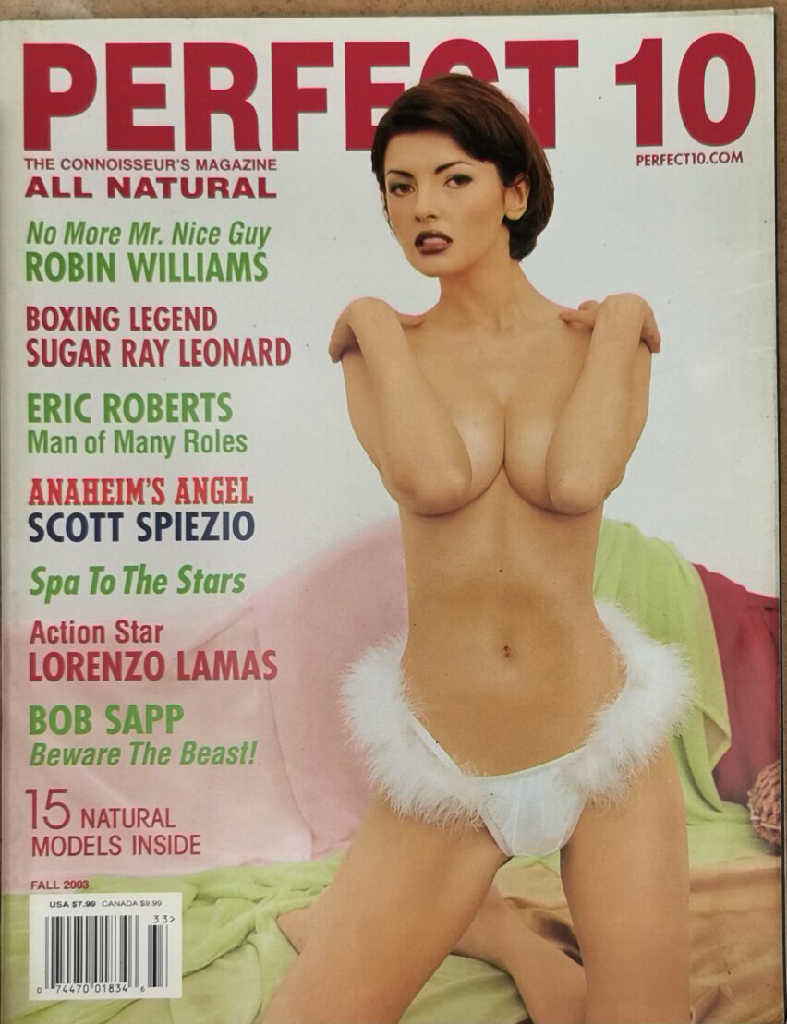 PERFECT 10
THE CONNOISSEUR'S MAGAZINE
PERFECT10.COM
ALL NATURAL
No More Mr. Nice Guy
ROBIN WILLIAMS
BOXING LEGEND
SUGAR RAY LEONARD
ERIC ROBERTS
Man of Many Roles
ANAHEIM'S ANGEL
SCOTT SPIEZIO
Spa To The Stars
Action Star
LORENZO LAMAS
BOB SAPP
Beware The Beast!
15 NATURAL
MODELS INSIDE
FALL 2003
USA $7.99 CANADA $9.99
33>
0 74470 01834 6